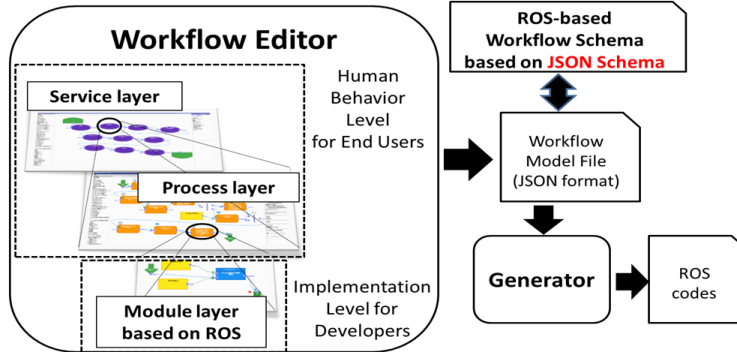 Workflow Editor
Service layer
Process layer
Module layer
based on ROS
Human
Behavior
Level
for End Users
Implementation
Level for
Developers
ROS-based
Workflow Schema
based on JSON Schema
Workflow
Model File
(JSON format)
Generator
ROS
codes